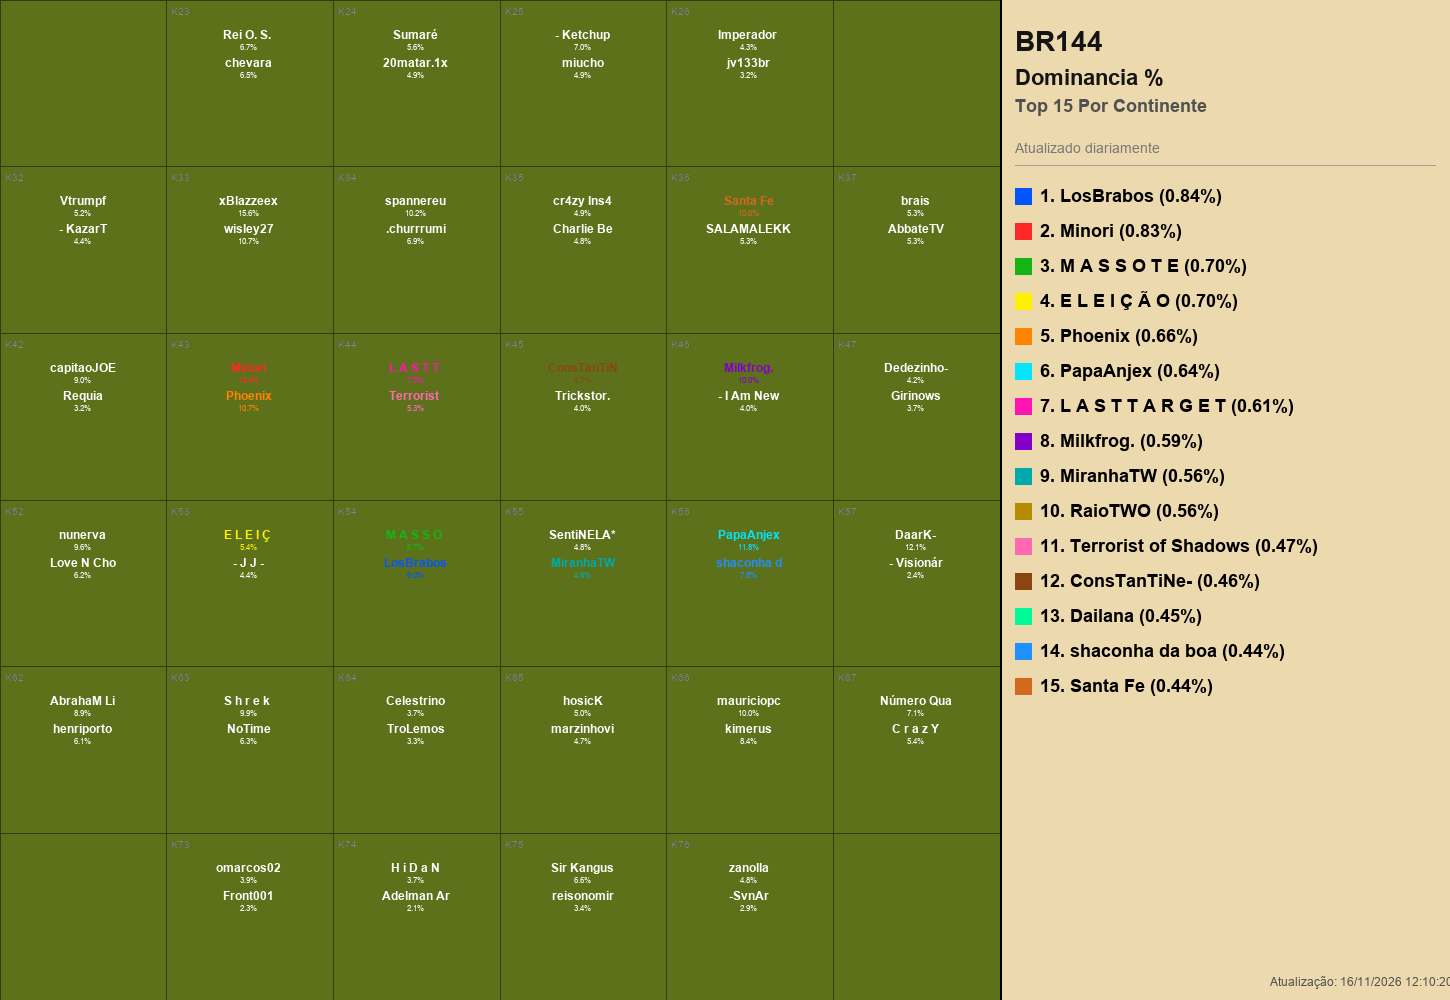 K23
Rei O. S.
6.7%
chevara
6.5%
K24
Sumaré
5.6%
20matar.1x
4.9%
K25
- Ketchup
7.0%
miucho
4.9%
K26
Imperador
4.3%
jv133br
3.2%
K32
Vtrumpf
5.2%
- KazarT
4.4%
K33
xBlazzeex
15.6%
wisley27
10.7%
K34
spannereu
10.2%
.churrrumi
6.9%
K35
cr4zy Ins4
4.9%
Charlie Be
4.8%
K36
Santa Fe
10.6%
SALAMALEKK
5.3%
K37
brais
5.3%
AbbateTV
5.3%
K42
capitaoJOE
9.0%
Requia
3.2%
K43
Minori
Phoenix
10.7%
K44
L A S T T
Terrorist
5.3%
K45
ConsTanTiN
Trickstor.
4.0%
K46
Milkfrog.
- I Am New
4.0%
K47
Dedezinho-
4.2%
Girinows
3.7%
K52
nunerva
9.6%
Love N Cho
6.2%
K53
E L E I Ç
5.4%
- J J -
4.4%
K54
M A S S O
LosBrabos
K55
SentiNELA*
4.8%
MiranhaTW
K56
PapaAnjex
11.8%
shaconha d
K57
DaarK-
12.1%
- Visionár
2.4%
K62
AbrahaM Li
8.9%
henriporto
6.1%
K63
S h r e k
9.9%
NoTime
6.3%
K64
Celestrino
3.7%
TroLemos
3.3%
K65
hosicK
5.0%
marzinhovi
4.7%
K66
mauriciopc
10.0%
kimerus
8.4%
K67
Número Qua
7.1%
C r a z Y
5.4%
K73
omarcos02
3.9%
Front001
2.3%
K74
H i D a N
3.7%
Adelman Ar
2.1%
K75
Sir Kangus
6.6%
reisonomir
3.4%
K76
zanolla
4.8%
-SvnAr
2.9%
BR144
Dominancia %
Top 15 Por Continente
Atualizado diariamente
1. LosBrabos (0.84%)
2. Minori (0.83%)
3. M A S S O T E (0.70%)
4. E L E I Ç Ã O (0.70%)
5. Phoenix (0.66%)
6. PapaAnjex (0.64%)
7. L A S T T A R G E T (0.61%)
8. Milkfrog. (0.59%)
9. MiranhaTW (0.56%)
10. RaioTWO (0.56%)
11. Terrorist of Shadows (0.47%)
12. ConsTanTiNe- (0.46%)
13. Dailana (0.45%)
14. shaconha da boa (0.44%)
15. Santa Fe (0.44%)
Atualização: 16/11/2026 12:10:20